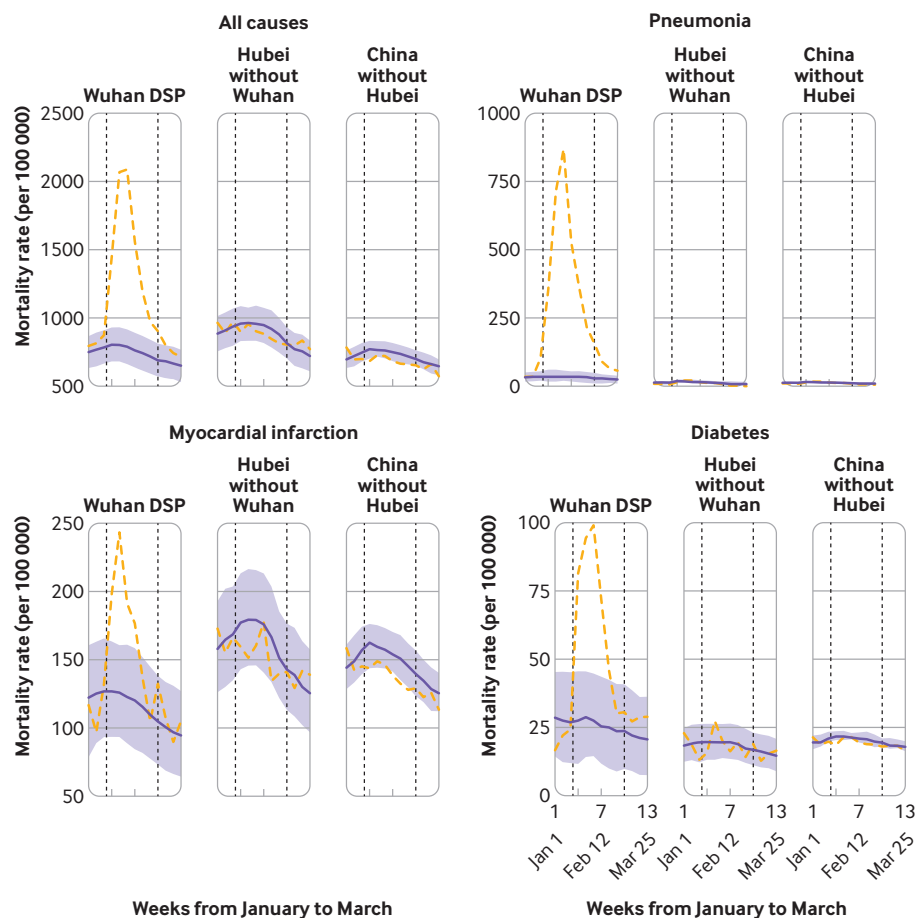 All causes
Hubei
without
Wuhan
China
without
Hubei
Wuhan DSP
Mortality rate (per 100 000)
2500
2000
1500
1000
500
Pneumonia
Hubei
without
Wuhan
China
without
Hubei
Wuhan DSP
1000
750
500
250
0
Myocardial infarction
Hubei
without
Wuhan
China
without
Hubei
Wuhan DSP
Mortality rate (per 100 000)
250
200
150
100
50
Weeks from January to March
Diabetes
Hubei
without
Wuhan
China
without
Hubei
Wuhan DSP
Mortality rate (per 100 000)
100
75
50
25
0
1 7 13
Jan 1 Feb 12 Mar 25
1 7 13
Jan 1 Feb 12 Mar 25
1 7 13
Jan 1 Feb 12 Mar 25
Weeks from January to March